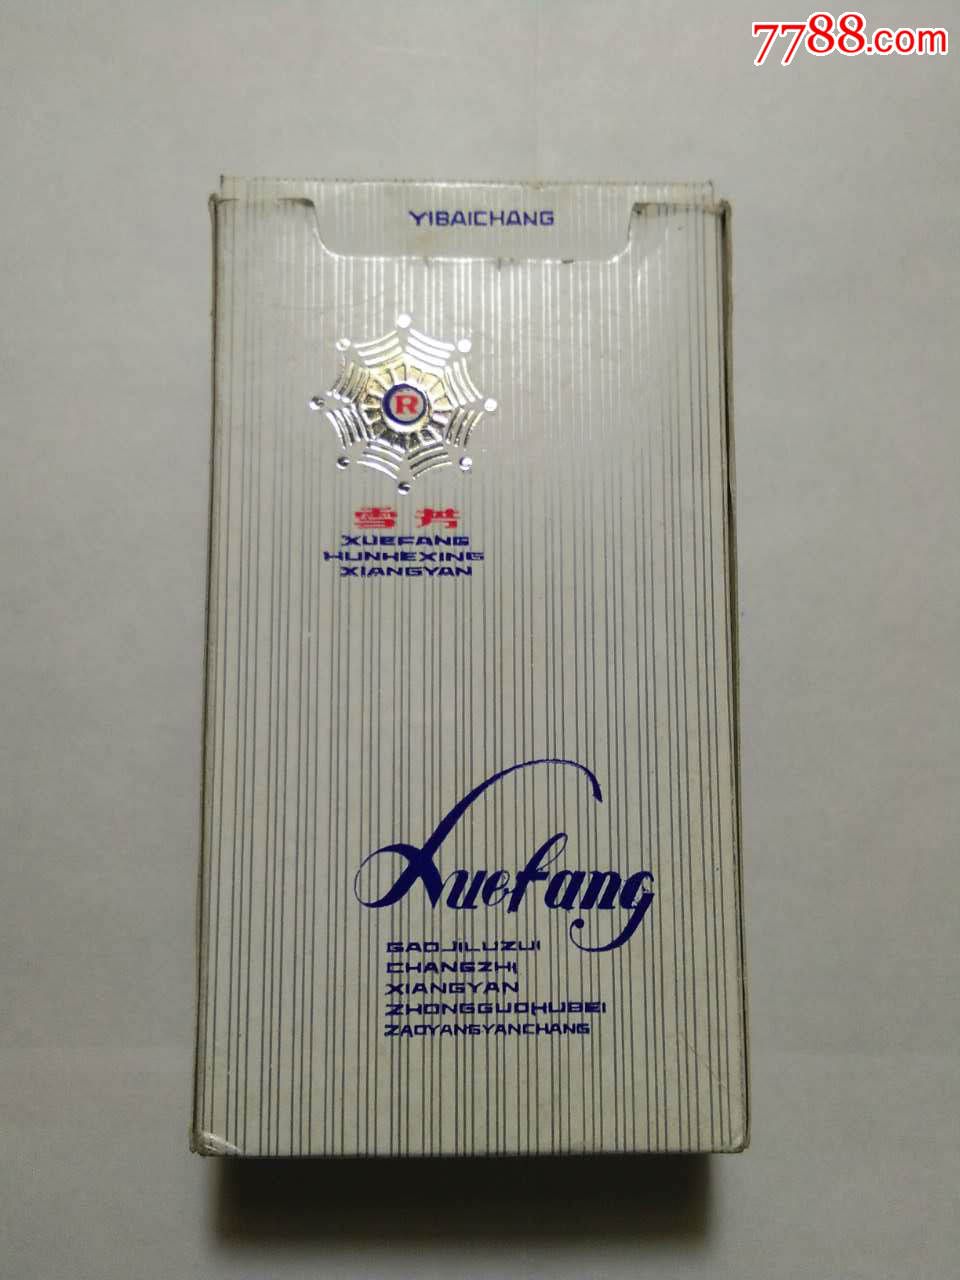 7788.com
YIBAICHANG
R
雪芳
XUEFANG
HUNHEXING
XIANGYAN
Xuefang
GAOJILUZUI
CHANGZHI
XIANGYAN
ZHONGGUOHUBEI
ZAOYANGYANCHANG